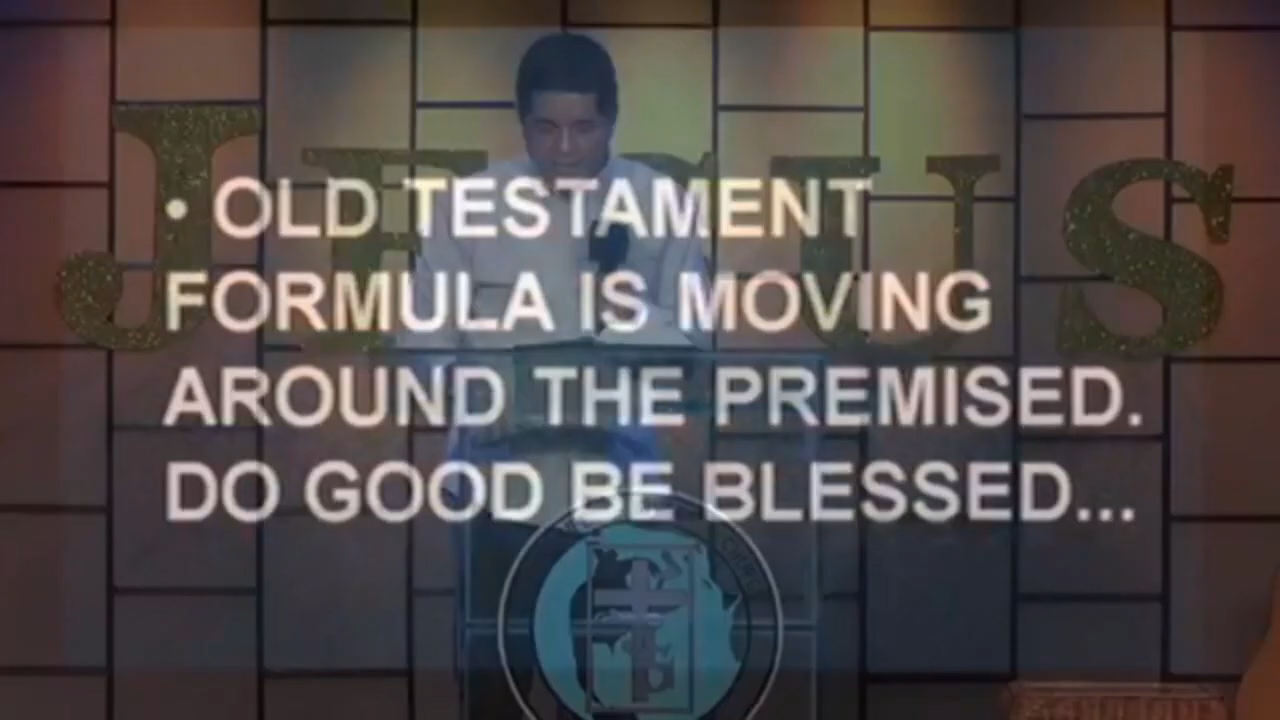 JESUS
• OLD TESTAMENT
FORMULA IS MOVING
AROUND THE PREMISED.
DO GOOD BE BLESSED...